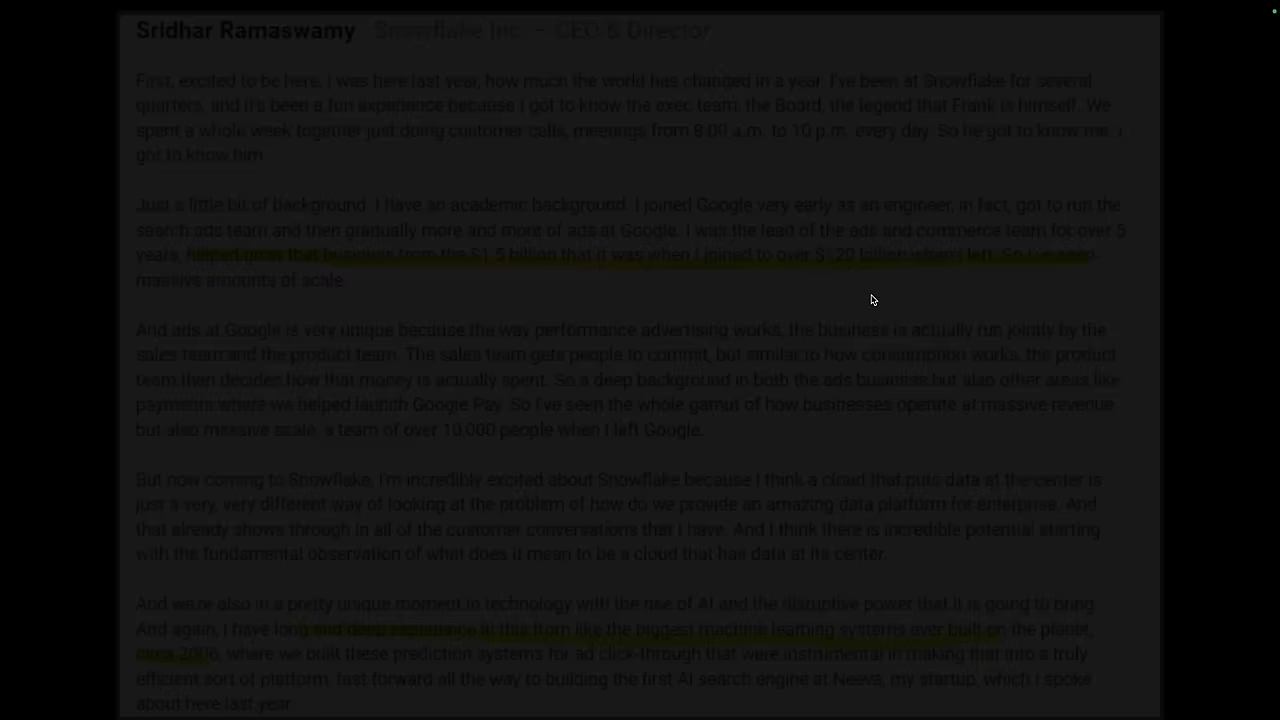 Sridhar Ramaswamy Snowflake Inc. – CEO & Director
First, excited to be here. I was here last year, how much the world has changed in a year. I've been at Snowflake for several
quarters, and it's been a fun experience because I got to know the exec team, the Board, the legend that Frank is himself. We
spent a whole week together just doing customer calls, meetings from 8:00 a.m. to 10 p.m. every day. So he got to know me, I
got to know him.
Just a little bit of background. I have an academic background. I joined Google very early as an engineer, in fact, got to run the
search ads team and then gradually more and more of ads at Google. I was the lead of the ads and commerce team for over 5
years, helped grow that business from the $1.5 billion that it was when I joined to over $120 billion when I left. So I've seen
massive amounts of scale.
And ads at Google is very unique because the way performance advertising works, the business is actually run jointly by the
sales team and the product team. The sales team gets people to commit, but similar to how consumption works, the product
team then decides how that money is actually spent. So a deep background in both the ads business but also other areas like
payments where we helped launch Google Pay. So I've seen the whole gamut of how businesses operate at massive revenue
but also massive scale, a team of over 10,000 people when I left Google.
But now coming to Snowflake, I'm incredibly excited about Snowflake because I think a cloud that puts data at the center is
just a very, very different way of looking at the problem of how do we provide an amazing data platform for enterprise. And
that already shows through in all of the customer conversations that I have. And I think there is incredible potential starting
with the fundamental observation of what does it mean to be a cloud that has data at its center.
And we're also in a pretty unique moment in technology with the rise of AI and the disruptive power that it is going to bring.
And again, I have long and deep experience in this from like the biggest machine learning systems ever built on the planet,
circa 2006, where we built these prediction systems for ad click-through that were instrumental in making that into a truly
efficient sort of platform, fast forward all the way to building the first AI search engine at Neeva, my startup, which I spoke
about here last year.